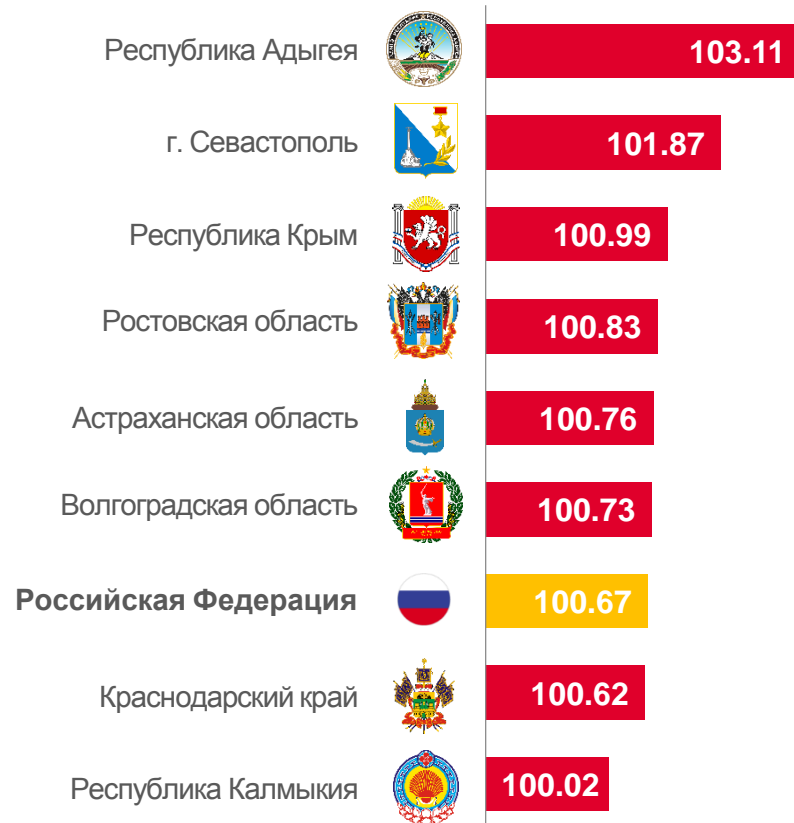 Республика Адыгея 103.11
г. Севастополь 101.87
Республика Крым 100.99
Ростовская область 100.83
Астраханская область 100.76
Волгоградская область 100.73
Российская Федерация 100.67
Краснодарский край 100.62
Республика Калмыкия 100.02